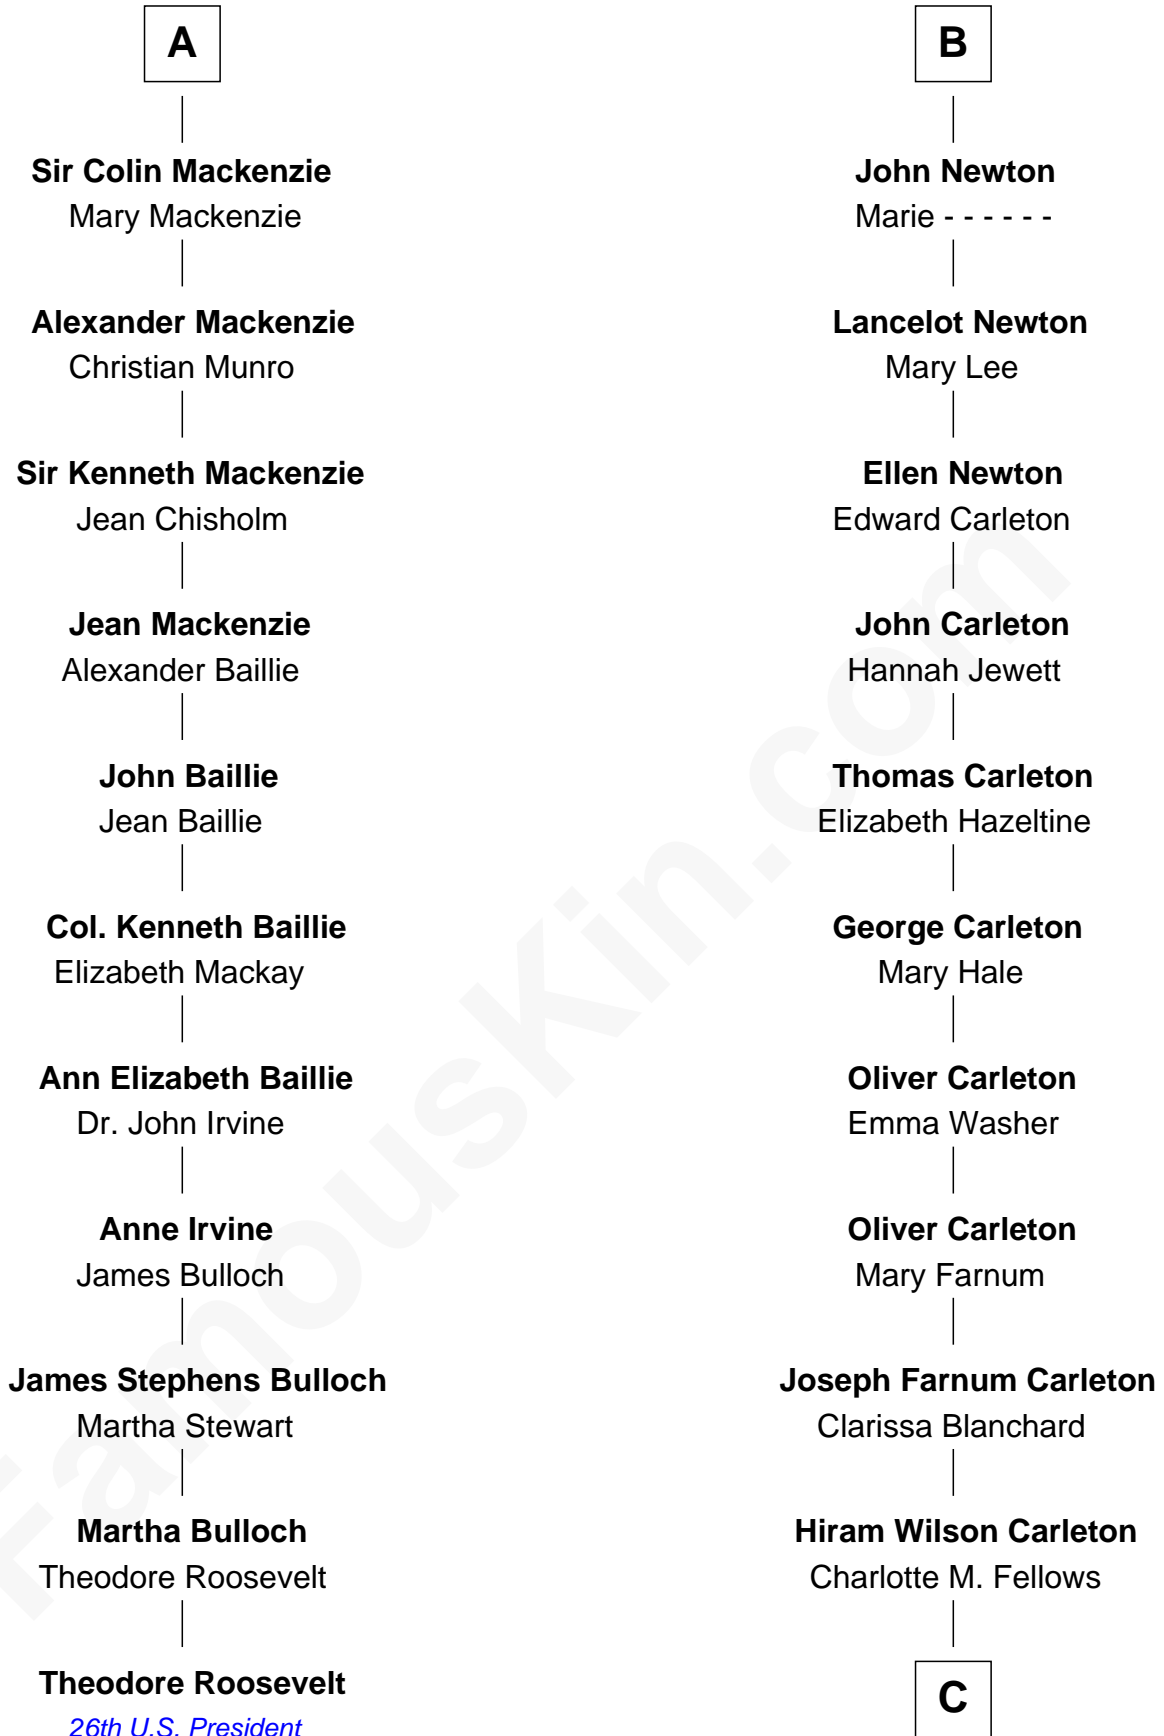 A
Sir Colin Mackenzie
Mary Mackenzie
Alexander Mackenzie
Christian Munro
Sir Kenneth Mackenzie
Jean Chisholm
Jean Mackenzie
Alexander Baillie
John Baillie
Jean Baillie
Col. Kenneth Baillie
Elizabeth Mackay
Ann Elizabeth Baillie
Dr. John Irvine
Anne Irvine
James Bulloch
James Stephens Bulloch
Martha Stewart
Martha Bulloch
Theodore Roosevelt
Theodore Roosevelt
26th U.S. President
B
John Newton
Marie - - - - - -
Lancelot Newton
Mary Lee
Ellen Newton
Edward Carleton
John Carleton
Hannah Jewett
Thomas Carleton
Elizabeth Hazeltine
George Carleton
Mary Hale
Oliver Carleton
Emma Washer
Oliver Carleton
Mary Farnum
Joseph Farnum Carleton
Clarissa Blanchard
Hiram Wilson Carleton
Charlotte M. Fellows
C
FamousKin.com